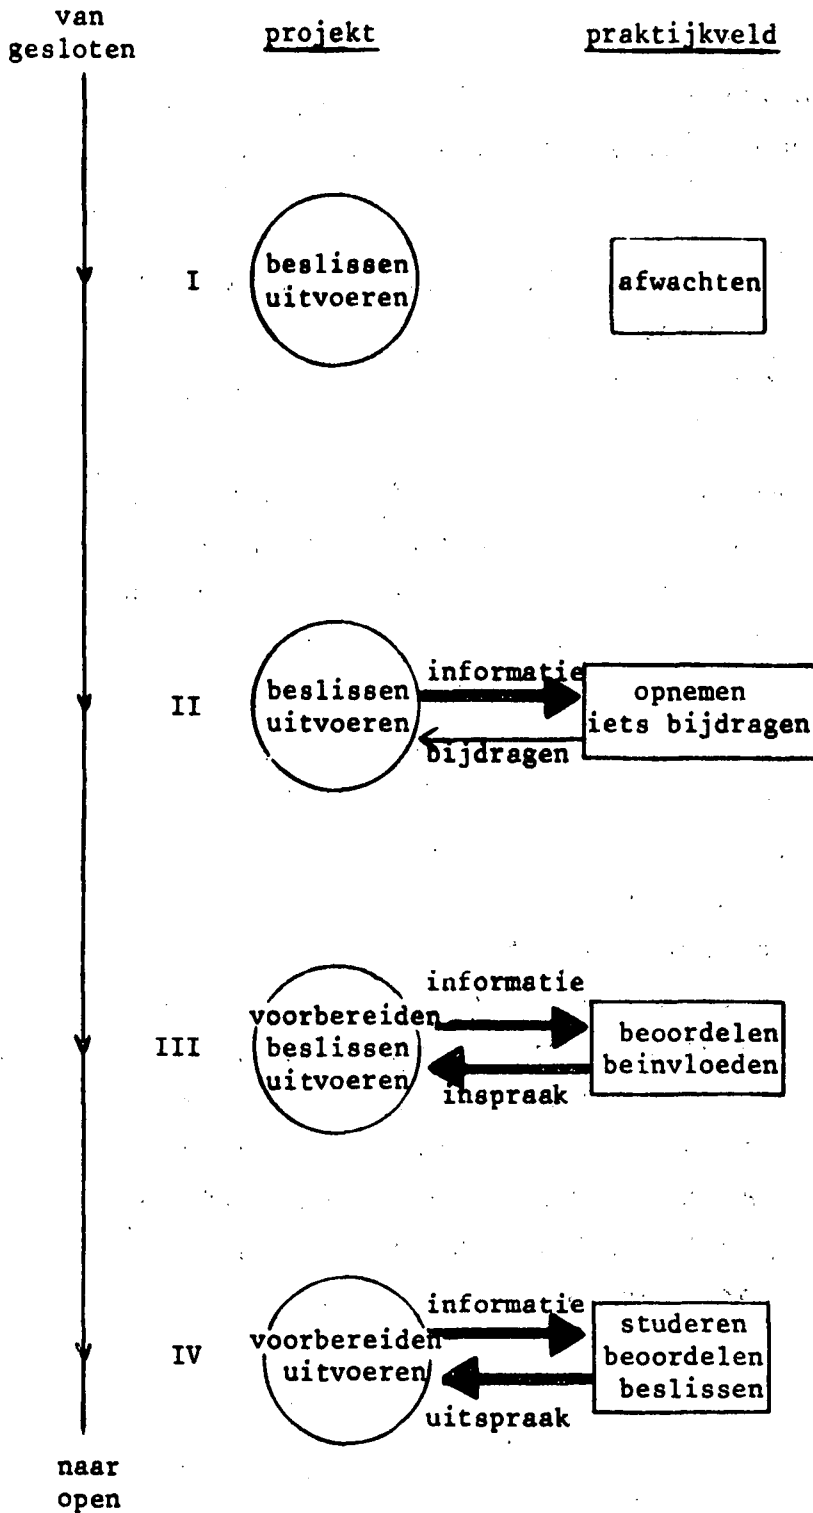 van
gesloten
projekt
praktijkveld
I
beslissen
uitvoeren
afwachten
II
beslissen
uitvoeren
informatie
bijdragen
opnemen
iets bijdragen
III
voorbereiden
beslissen
uitvoeren
informatie
inspraak
beoordelen
beinvloeden
IV
voorbereiden
uitvoeren
informatie
uitspraak
studeren
beoordelen
beslissen
naar
open